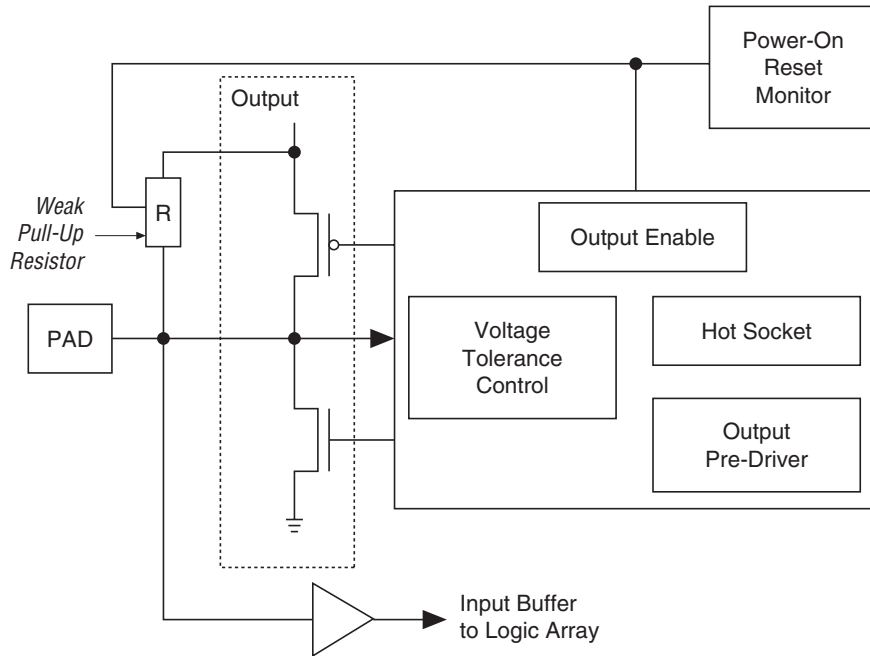 Power-On
Reset
Monitor
Output
Weak
Pull-Up
Resistor
R
Output Enable
PAD
Voltage
Tolerance
Control
Hot Socket
Output
Pre-Driver
Input Buffer
to Logic Array